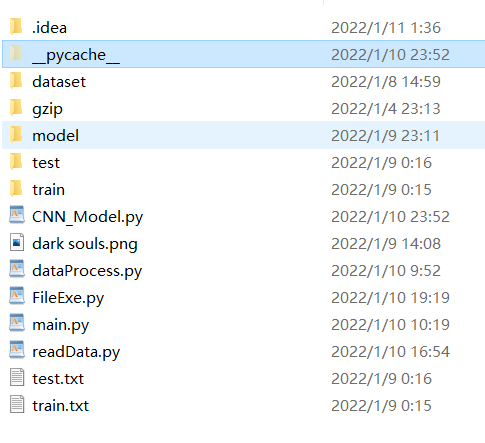 .idea 2022/1/11 1:36
__pycache__ 2022/1/10 23:52
dataset 2022/1/8 14:59
gzip 2022/1/4 23:13
model 2022/1/9 23:11
test 2022/1/9 0:16
train 2022/1/9 0:15
CNN_Model.py 2022/1/10 23:52
dark souls.png 2022/1/9 14:08
dataProcess.py 2022/1/10 9:52
FileExe.py 2022/1/10 19:19
main.py 2022/1/10 10:19
readData.py 2022/1/10 16:54
test.txt 2022/1/9 0:16
train.txt 2022/1/9 0:15